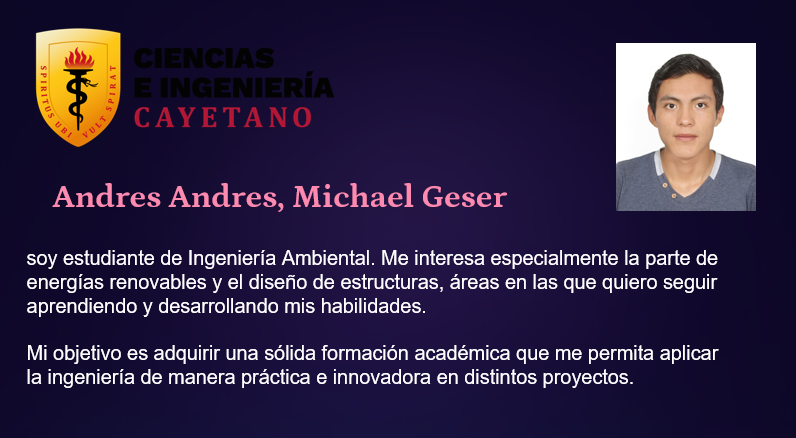 SPIRITUS UBI VULT SPIRAT
CIENCIAS
E INGENIERÍA
CAYETANO
Andres Andres, Michael Geser
soy estudiante de Ingeniería Ambiental. Me interesa especialmente la parte de
energías renovables y el diseño de estructuras, áreas en las que quiero seguir
aprendiendo y desarrollando mis habilidades.
Mi objetivo es adquirir una sólida formación académica que me permita aplicar
la ingeniería de manera práctica e innovadora en distintos proyectos.